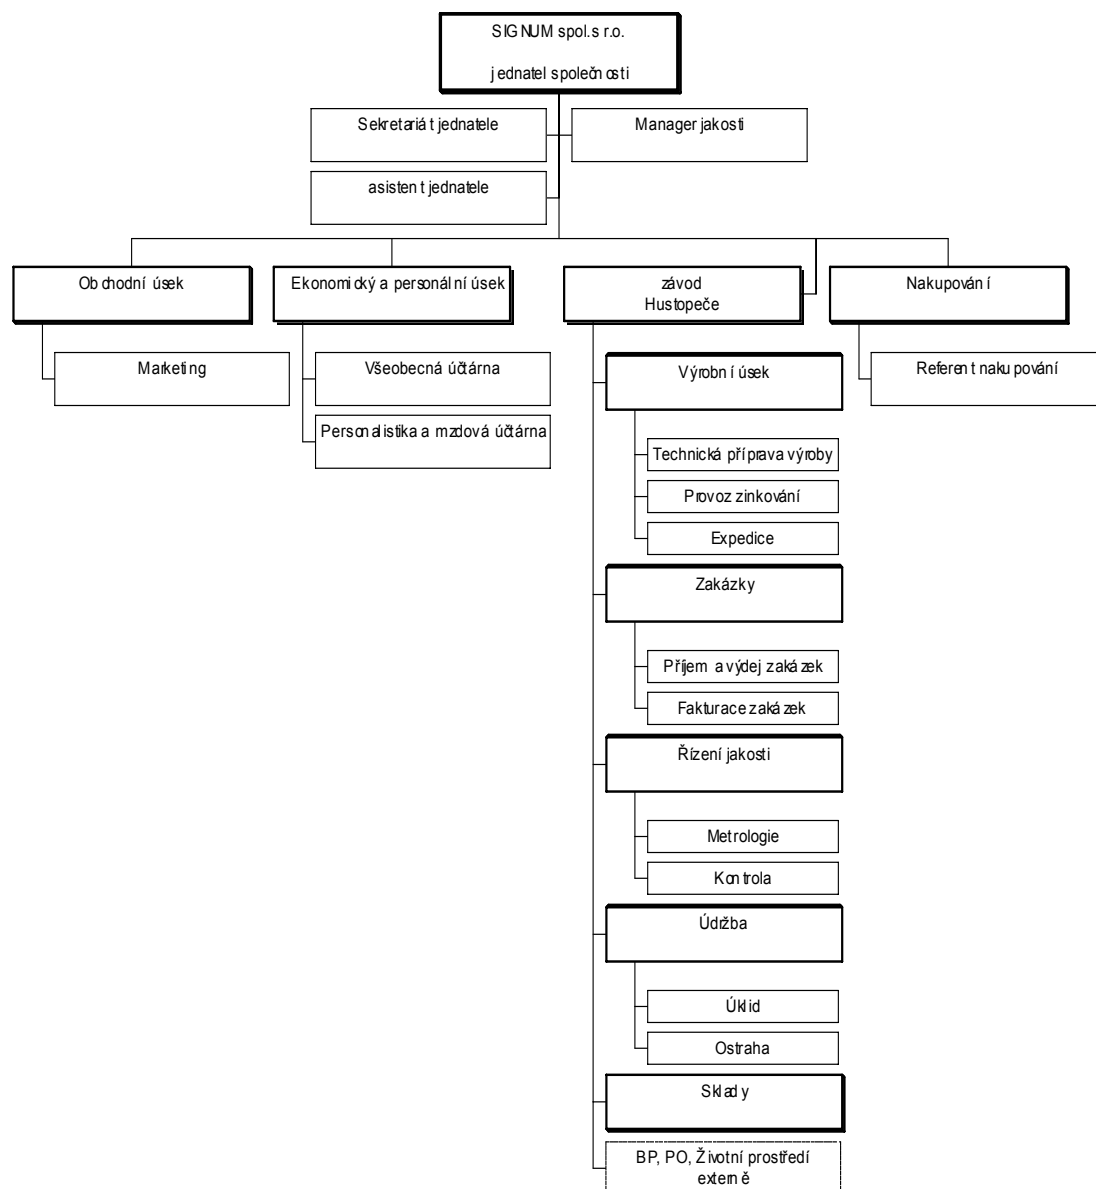 SIGNUM spol.s r.o.
jednatel společnosti
Sekretariát jednatele
Manager jakosti
asistent jednatele
Obchodní úsek
Ekonomický a personální úsek
závod
Hustopeče
Nakupování
Marketing
Všeobecná účtárna
Výrobní úsek
Referent nakupování
Personalistika a mzdová účtárna
Technická příprava výroby
Provoz zinkování
Expedice
Zakázky
Příjem a výdej zakázek
Fakturace zakázek
Řízení jakosti
Metrologie
Kontrola
Údržba
Úklid
Ostraha
Sklady
BP, PO, Životní prostředí
externě